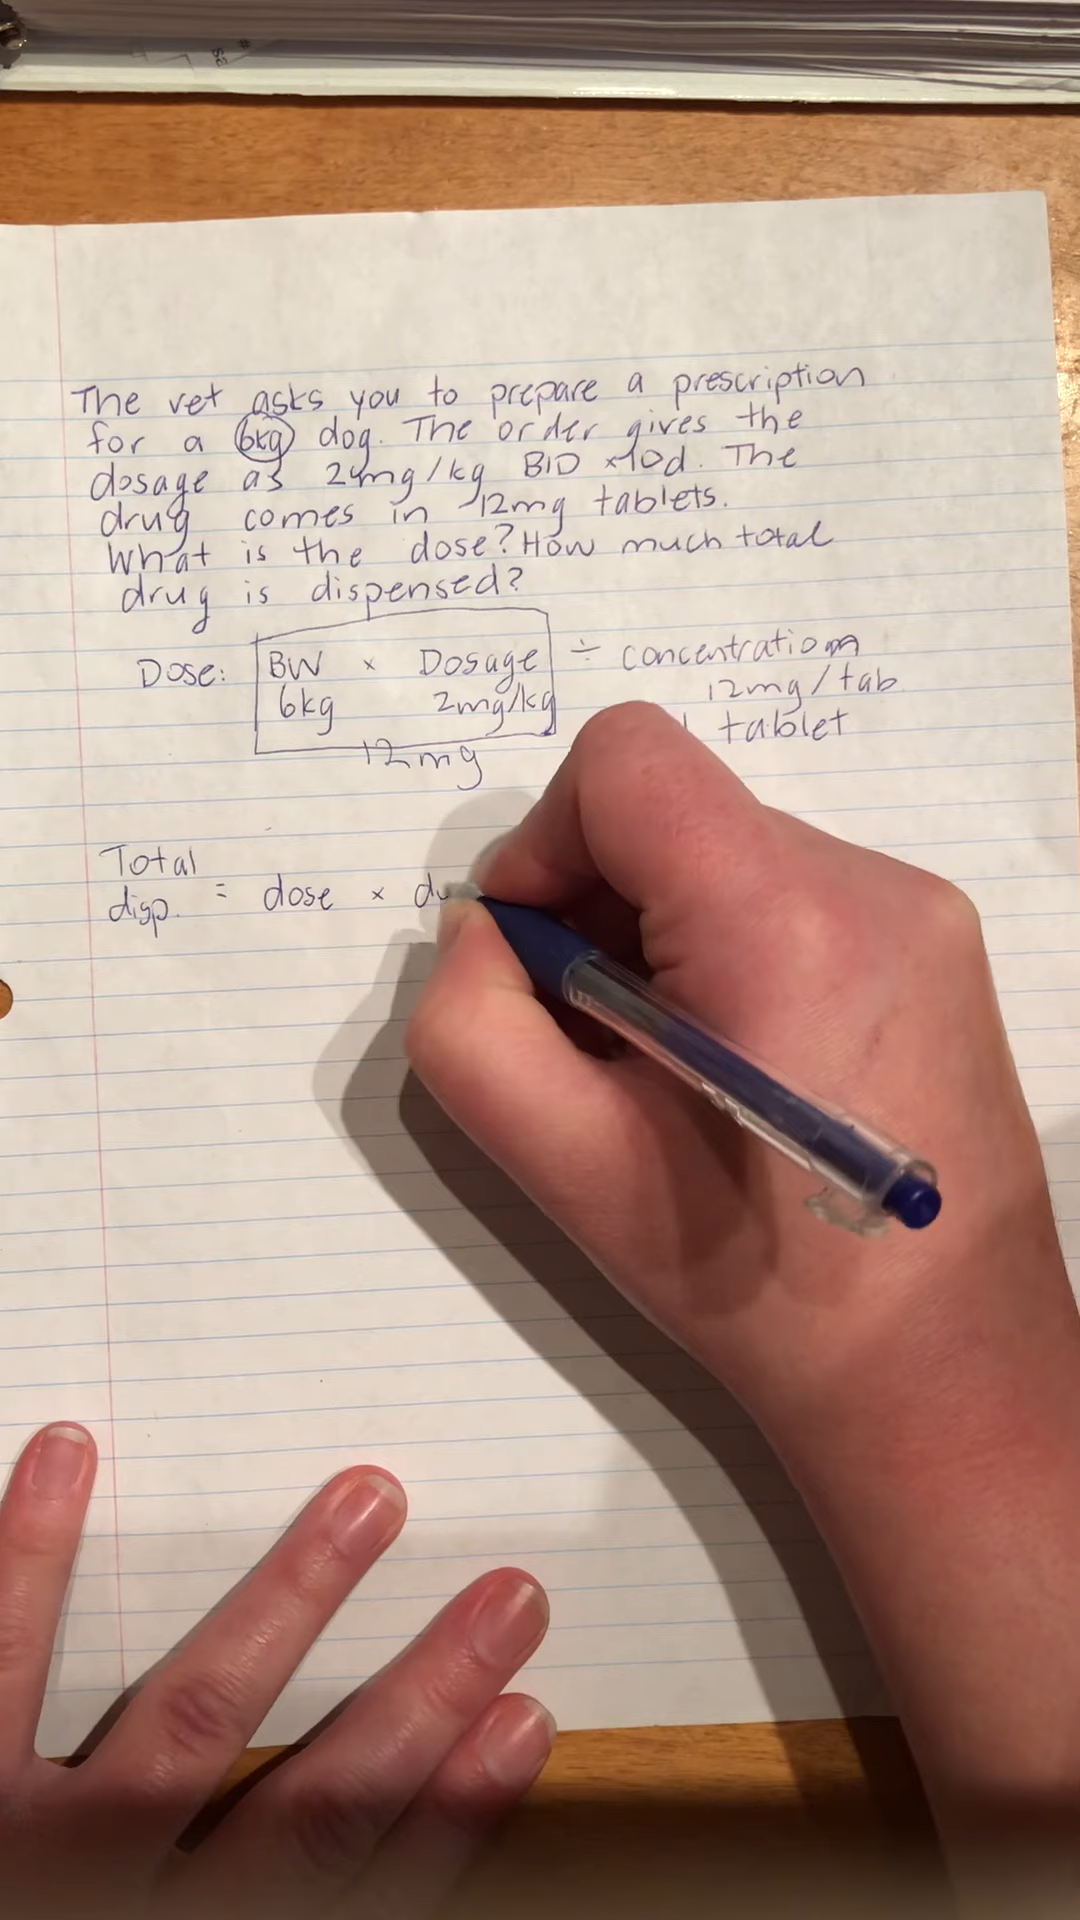 The vet asks you to prepare a prescription
for a 6kg dog. The order gives the
dosage as 2mg/kg BID x10d. The
drug comes in 12mg tablets.
What is the dose? How much total
drug is dispensed?
Dose: BW x Dosage ÷ concentration
6kg 2mg/kg 12mg/tab
12mg
tablet
Total
disp. = dose x du